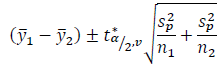 (ȳ₁ − ȳ₂) ± t*α/2,v √(s²p/n₁ + s²p/n₂)